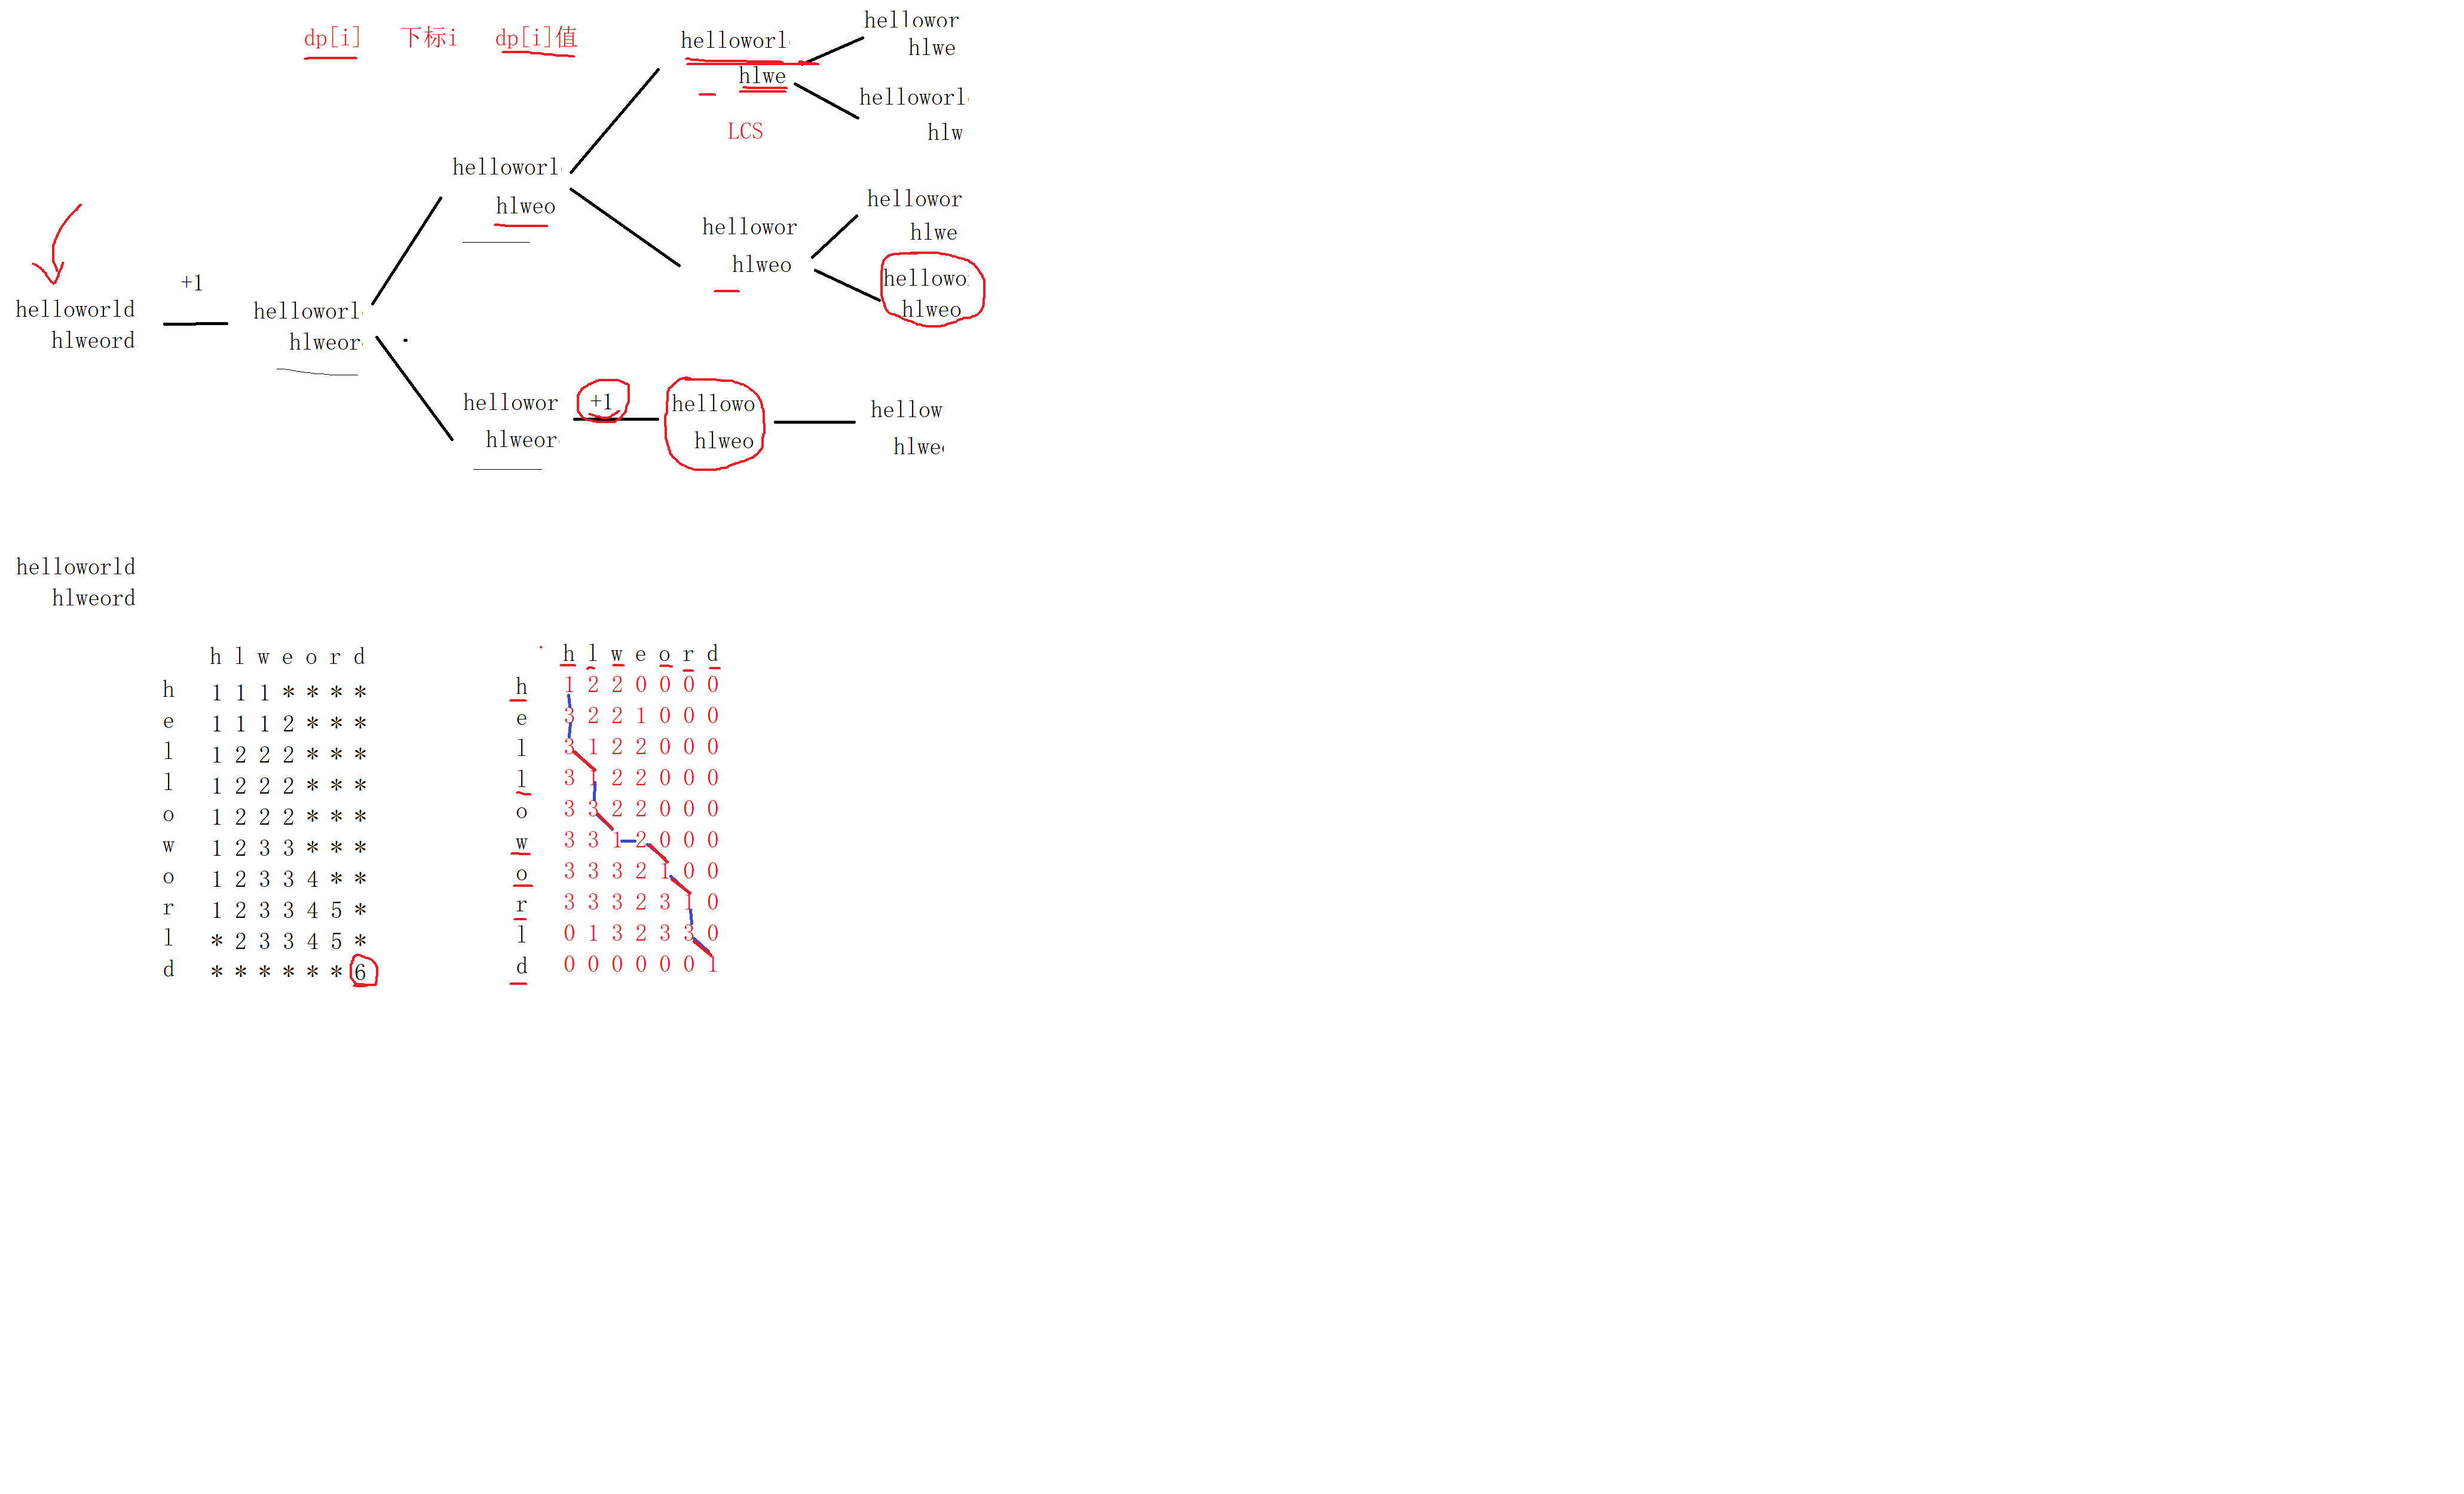 dp[i] 下标i dp[i]值
hellowor
hlwe
helloworl
hlwe
helloworl
hlw
LCS
helloworl
hlweo
hellowor
hlwe
hellowor
hlweo
hellowo
hlweo
+1
helloworld
hlweord
helloworl
hlweor
hellowor
hlweor
+1
hellowo
hlweo
hellow
hlwe
helloworld
hlweord
h l w e o r d
h 1 1 1 * * * *
e 1 1 1 2 * * *
l 1 2 2 2 * * *
l 1 2 2 2 * * *
o 1 2 2 2 * * *
w 1 2 3 3 * * *
o 1 2 3 3 4 * *
r 1 2 3 3 4 5 *
l * 2 3 3 4 5 *
d * * * * * * 6
h l w e o r d
h 1 2 2 0 0 0 0
e 3 2 2 1 0 0 0
l 3 1 2 2 0 0 0
l 3 1 2 2 0 0 0
o 3 3 2 2 0 0 0
w 3 3 1 2 0 0 0
o 3 3 3 2 1 0 0
r 3 3 3 2 3 1 0
l 0 1 3 2 3 3 0
d 0 0 0 0 0 0 1